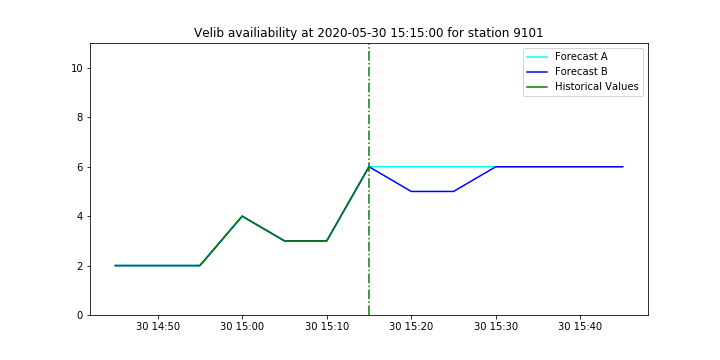 Velib availiability at 2020-05-30 15:15:00 for station 9101
Forecast A
Forecast B
Historical Values
10
8
6
4
2
0
30 14:50 30 15:00 30 15:10 30 15:20 30 15:30 30 15:40